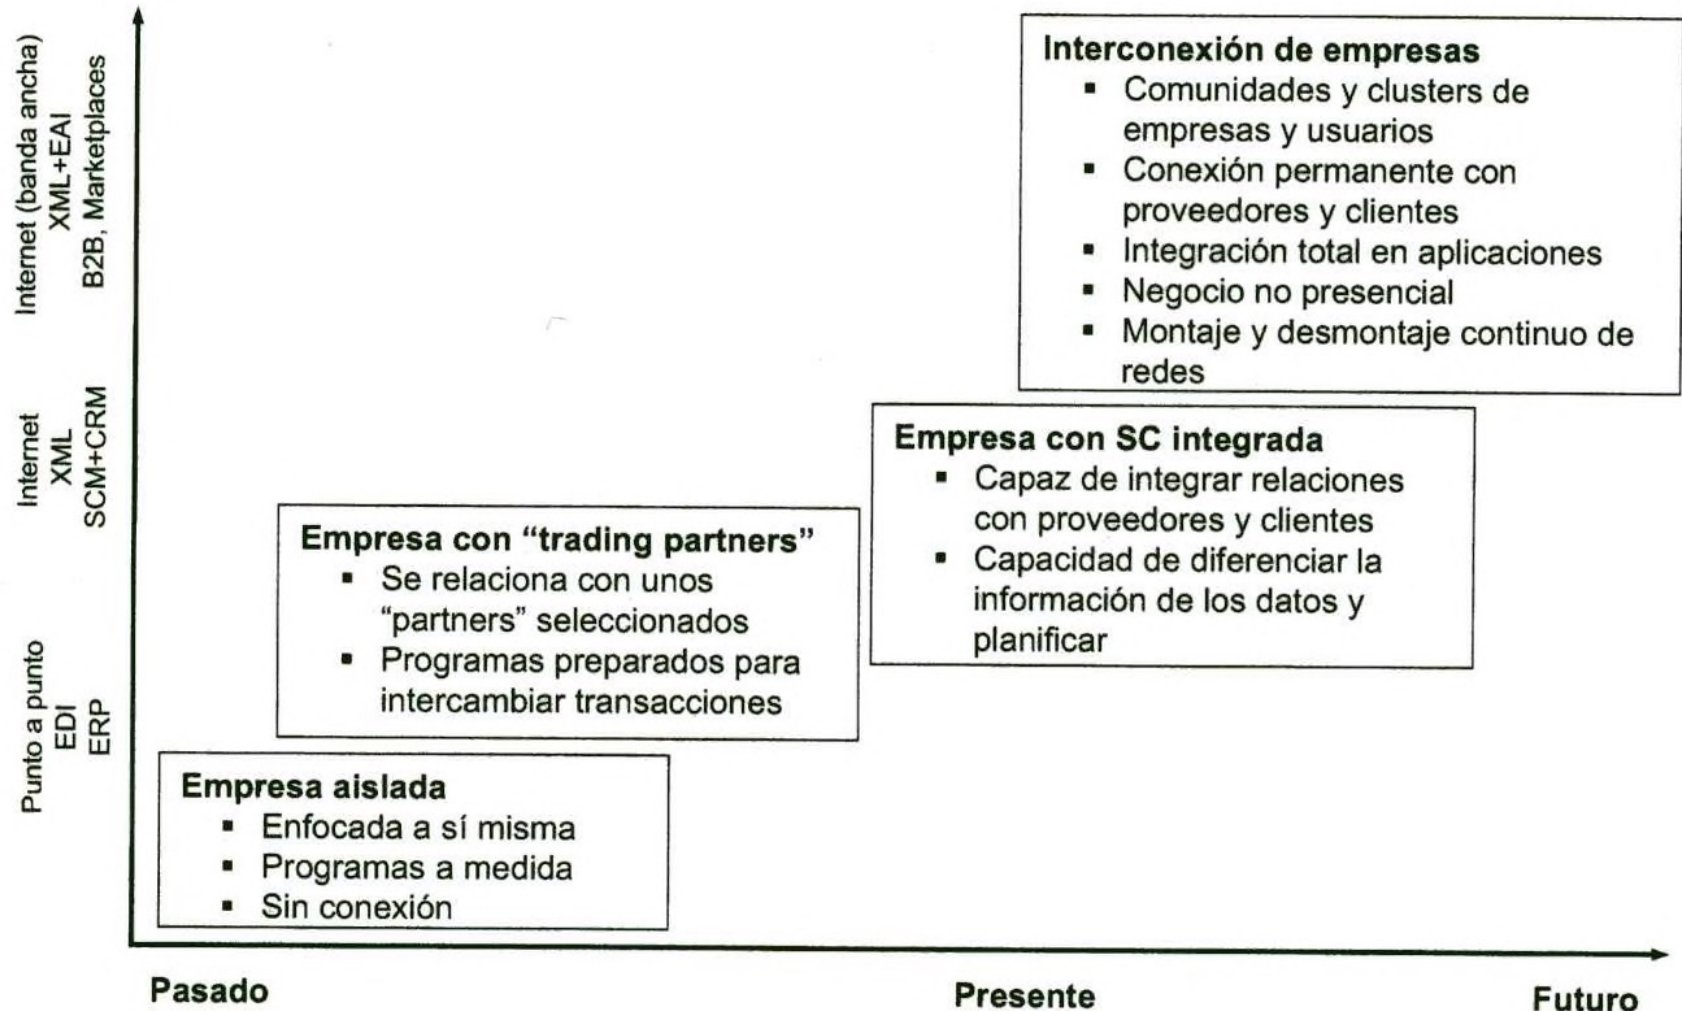 Internet (banda ancha)
XML+EAI
B2B, Marketplaces
Internet
XML
SCM+CRM
Punto a punto
EDI
ERP
Interconexión de empresas
▪ Comunidades y clusters de
empresas y usuarios
▪ Conexión permanente con
proveedores y clientes
▪ Integración total en aplicaciones
▪ Negocio no presencial
▪ Montaje y desmontaje continuo de
redes
Empresa con SC integrada
▪ Capaz de integrar relaciones
con proveedores y clientes
▪ Capacidad de diferenciar la
información de los datos y
planificar
Empresa con “trading partners”
▪ Se relaciona con unos
“partners” seleccionados
▪ Programas preparados para
intercambiar transacciones
Empresa aislada
▪ Enfocada a sí misma
▪ Programas a medida
▪ Sin conexión
Pasado
Presente
Futuro